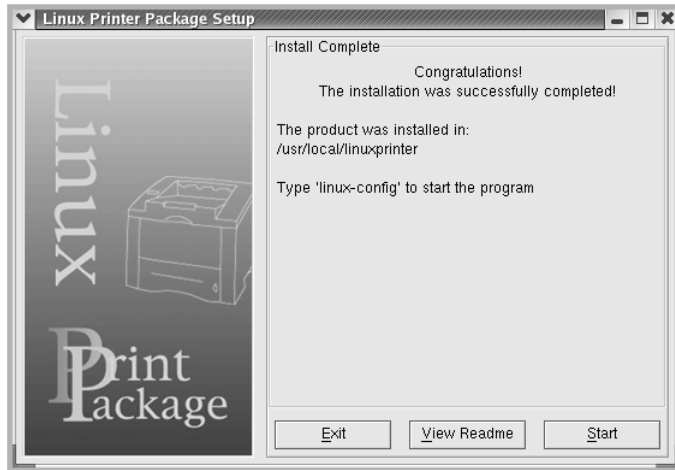 Linux Printer Package Setup
Linux
Print
Package
Install Complete
Congratulations!
The installation was successfully completed!
The product was installed in:
/usr/local/linuxprinter
Type 'linux-config' to start the program
Exit
View Readme
Start